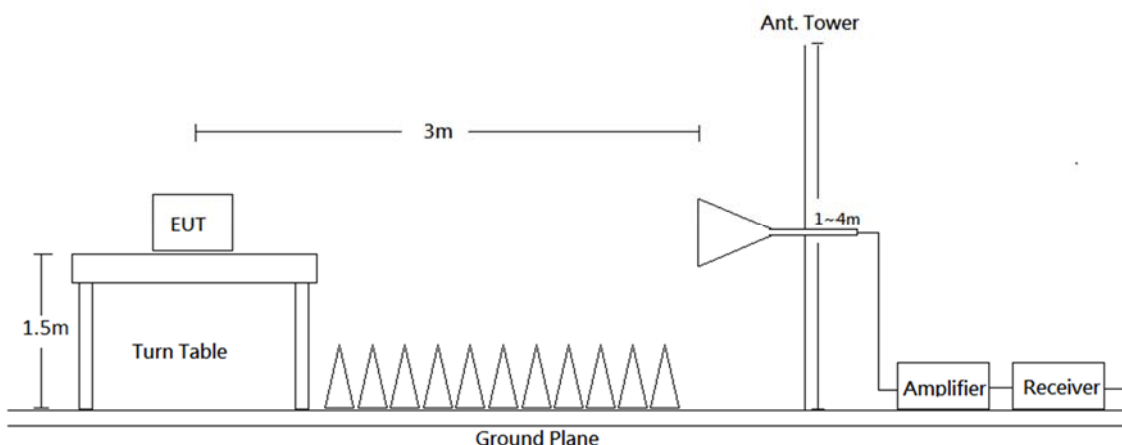 Ant. Tower
3m
EUT
1~4m
1.5m
Turn Table
Amplifier
Receiver
Ground Plane